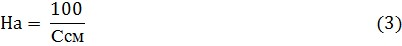 На = 100 / Ссм (3)